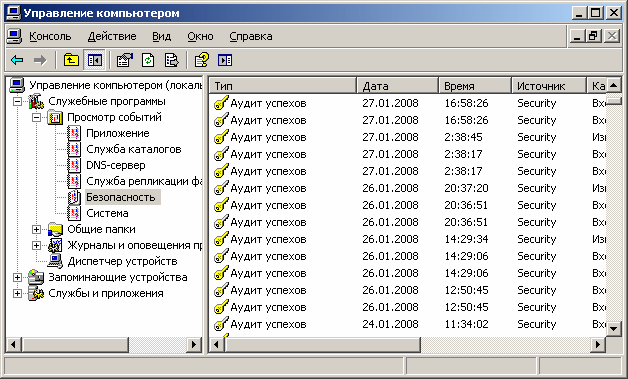 Управление компьютером
Консоль Действие Вид Окно Справка
Управление компьютером (локаль
Служебные программы
Просмотр событий
Приложение
Служба каталогов
DNS-сервер
Служба репликации фа
Безопасность
Система
Общие папки
Журналы и оповещения пр
Диспетчер устройств
Запоминающие устройства
Службы и приложения
Тип Дата Время Источник Ка
Аудит успехов 27.01.2008 16:58:26 Security Вхо
Аудит успехов 27.01.2008 16:58:26 Security Вхо
Аудит успехов 27.01.2008 2:38:45 Security Изм
Аудит успехов 27.01.2008 2:38:17 Security Вхо
Аудит успехов 27.01.2008 2:38:17 Security Вхо
Аудит успехов 26.01.2008 20:37:20 Security Изм
Аудит успехов 26.01.2008 20:36:51 Security Вхо
Аудит успехов 26.01.2008 20:36:51 Security Вхо
Аудит успехов 26.01.2008 14:29:34 Security Изм
Аудит успехов 26.01.2008 14:29:06 Security Вхо
Аудит успехов 26.01.2008 14:29:06 Security Вхо
Аудит успехов 26.01.2008 12:50:45 Security Вхо
Аудит успехов 26.01.2008 12:50:45 Security Вхо
Аудит успехов 24.01.2008 11:34:02 Security Вхо